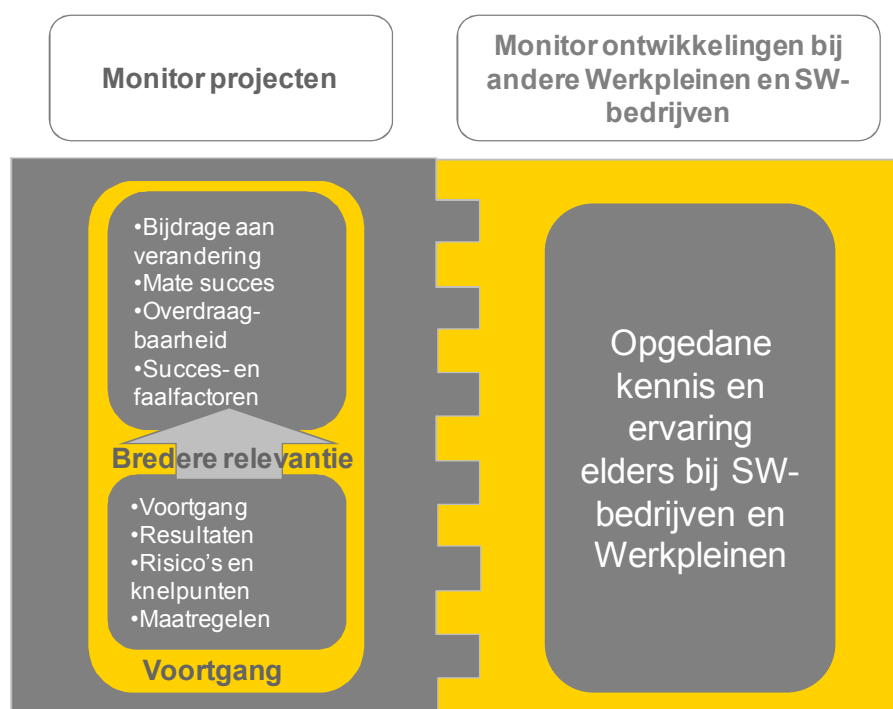 Monitor projecten
Monitor ontwikkelingen bij
andere Werkpleinen en SW-
bedrijven
•Bijdrage aan
verandering
•Mate succes
•Overdraag-
baarheid
•Succes- en
faalfactoren
Bredere relevantie
•Voortgang
•Resultaten
•Risico’s en
knelpunten
•Maatregelen
Voortgang
Opgedane
kennis en
ervaring
elders bij SW-
bedrijven en
Werkpleinen